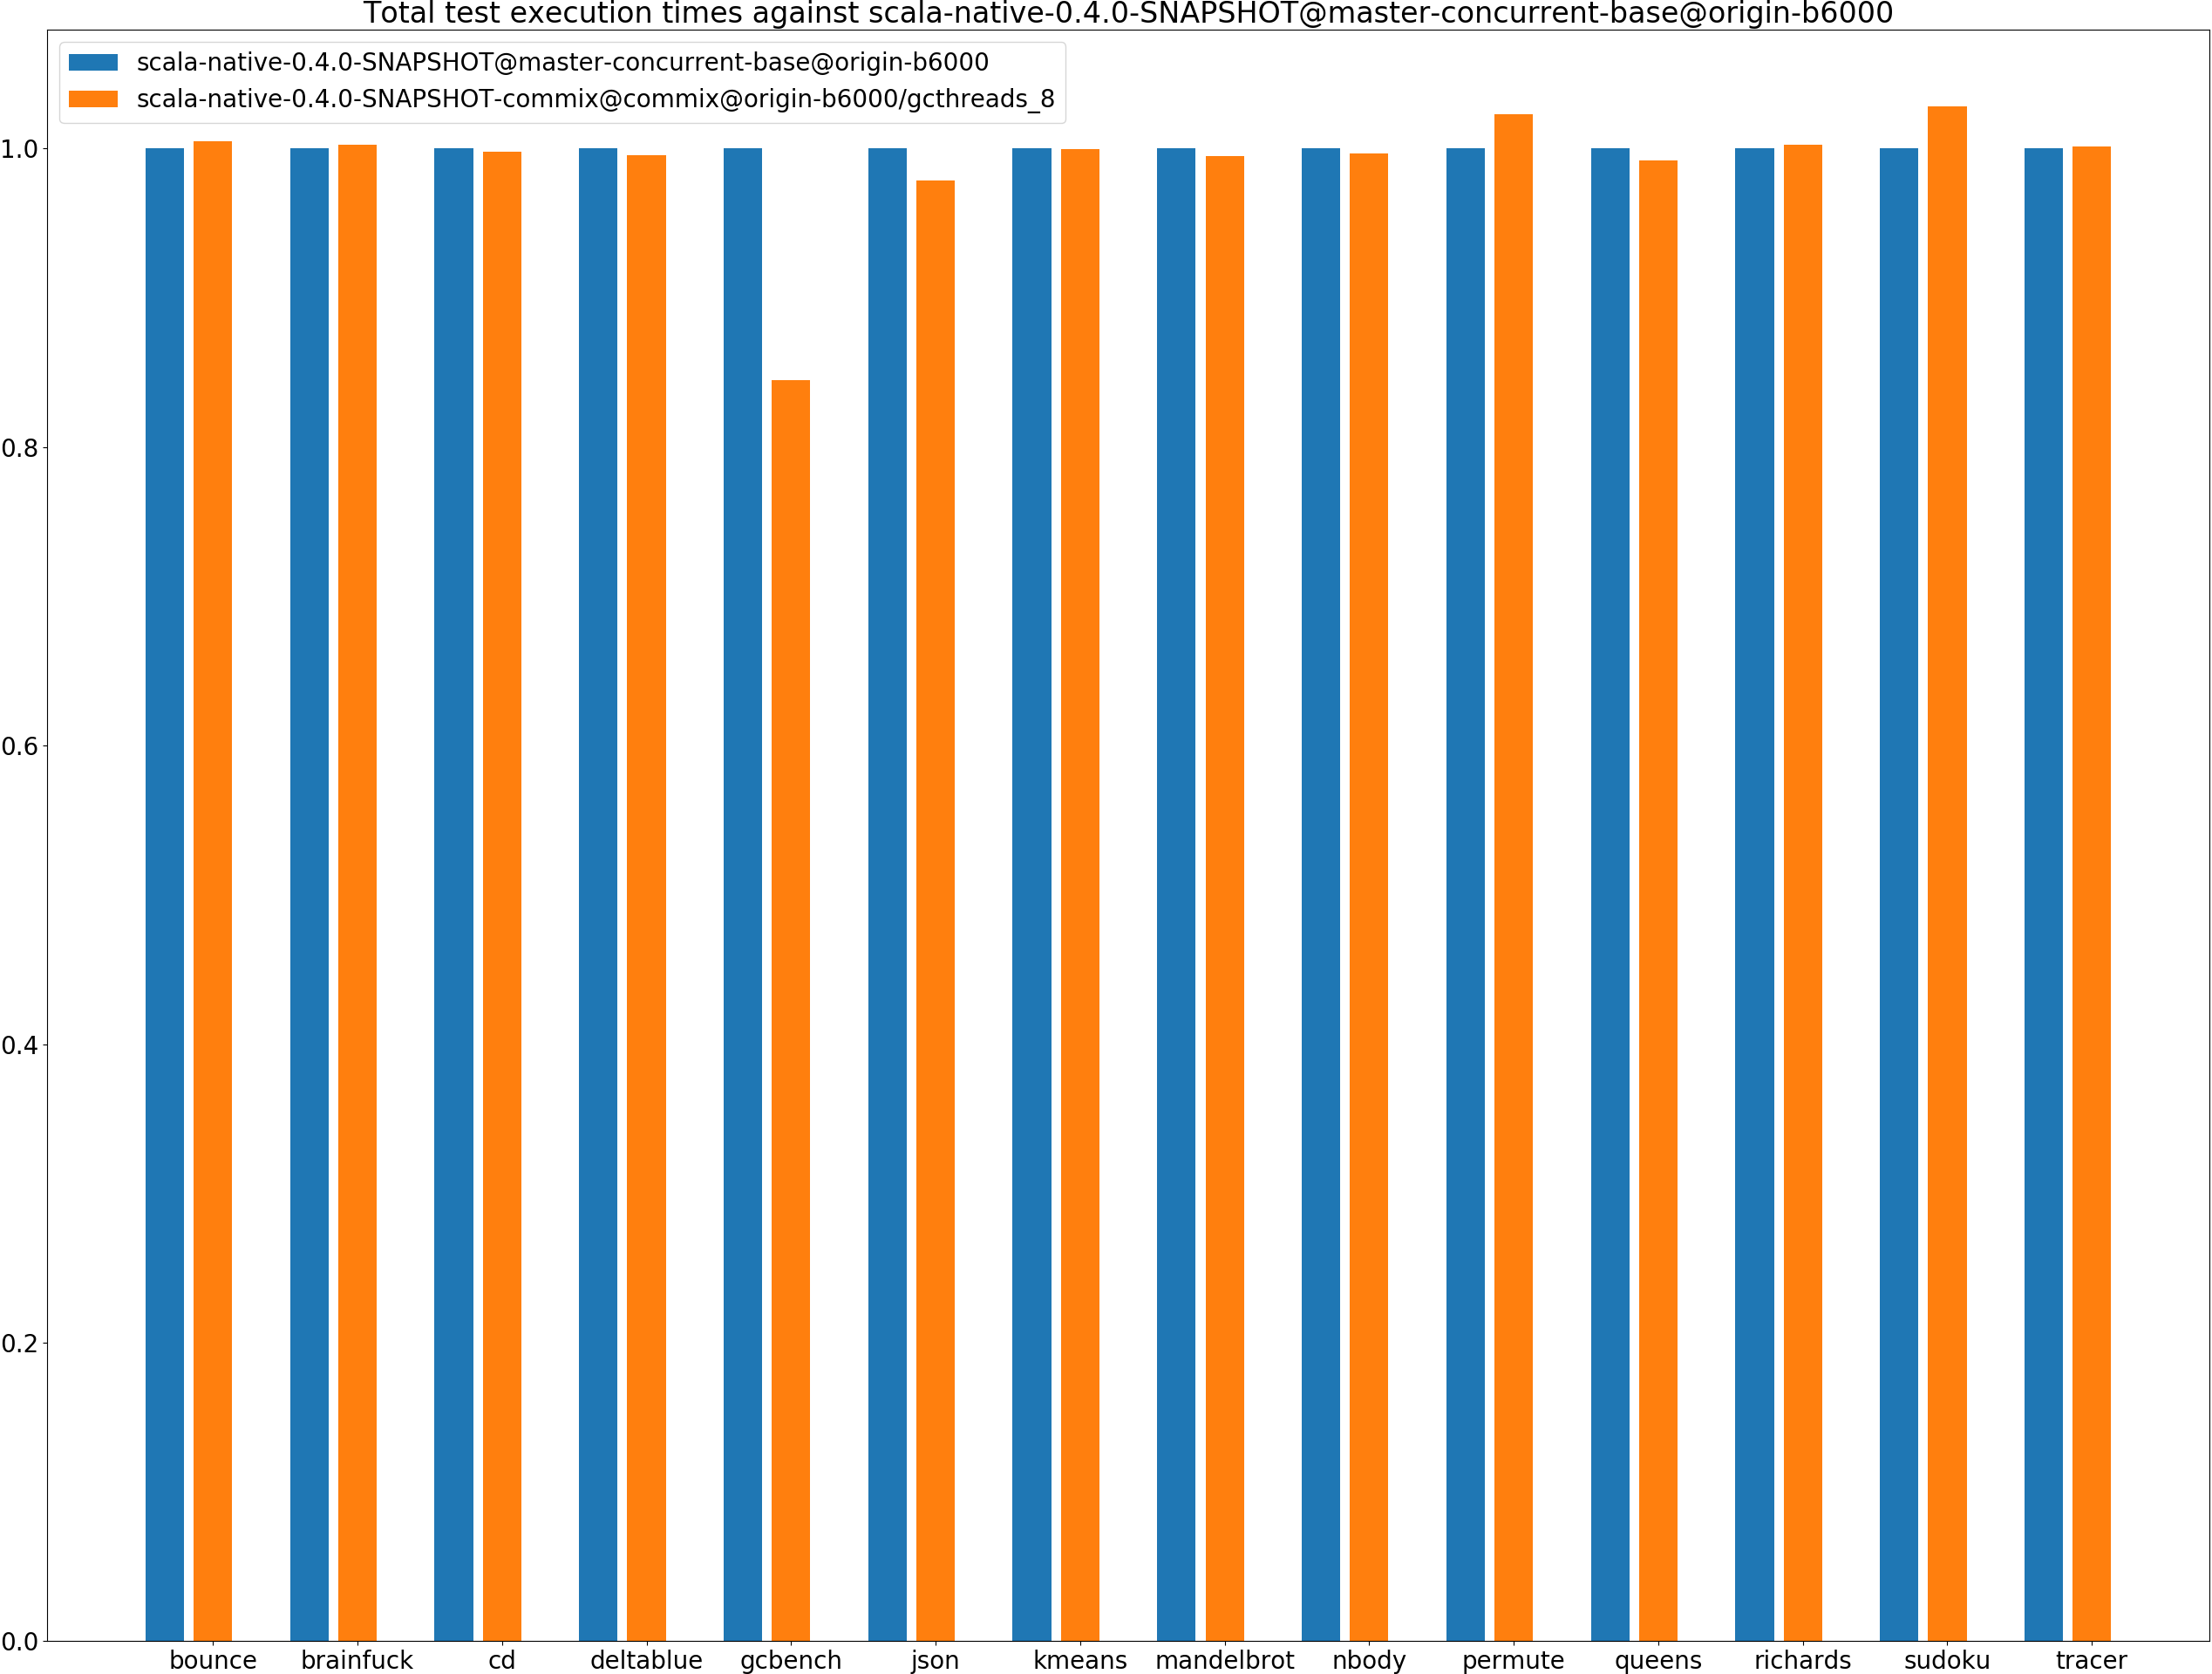 Total test execution times against scala-native-0.4.0-SNAPSHOT@master-concurrent-base@origin-b6000
scala-native-0.4.0-SNAPSHOT@master-concurrent-base@origin-b6000
scala-native-0.4.0-SNAPSHOT-commix@commix@origin-b6000/gcthreads_8
1.0
0.8
0.6
0.4
0.2
0.0
bounce brainfuck cd deltablue gcbench json kmeans mandelbrot nbody permute queens richards sudoku tracer